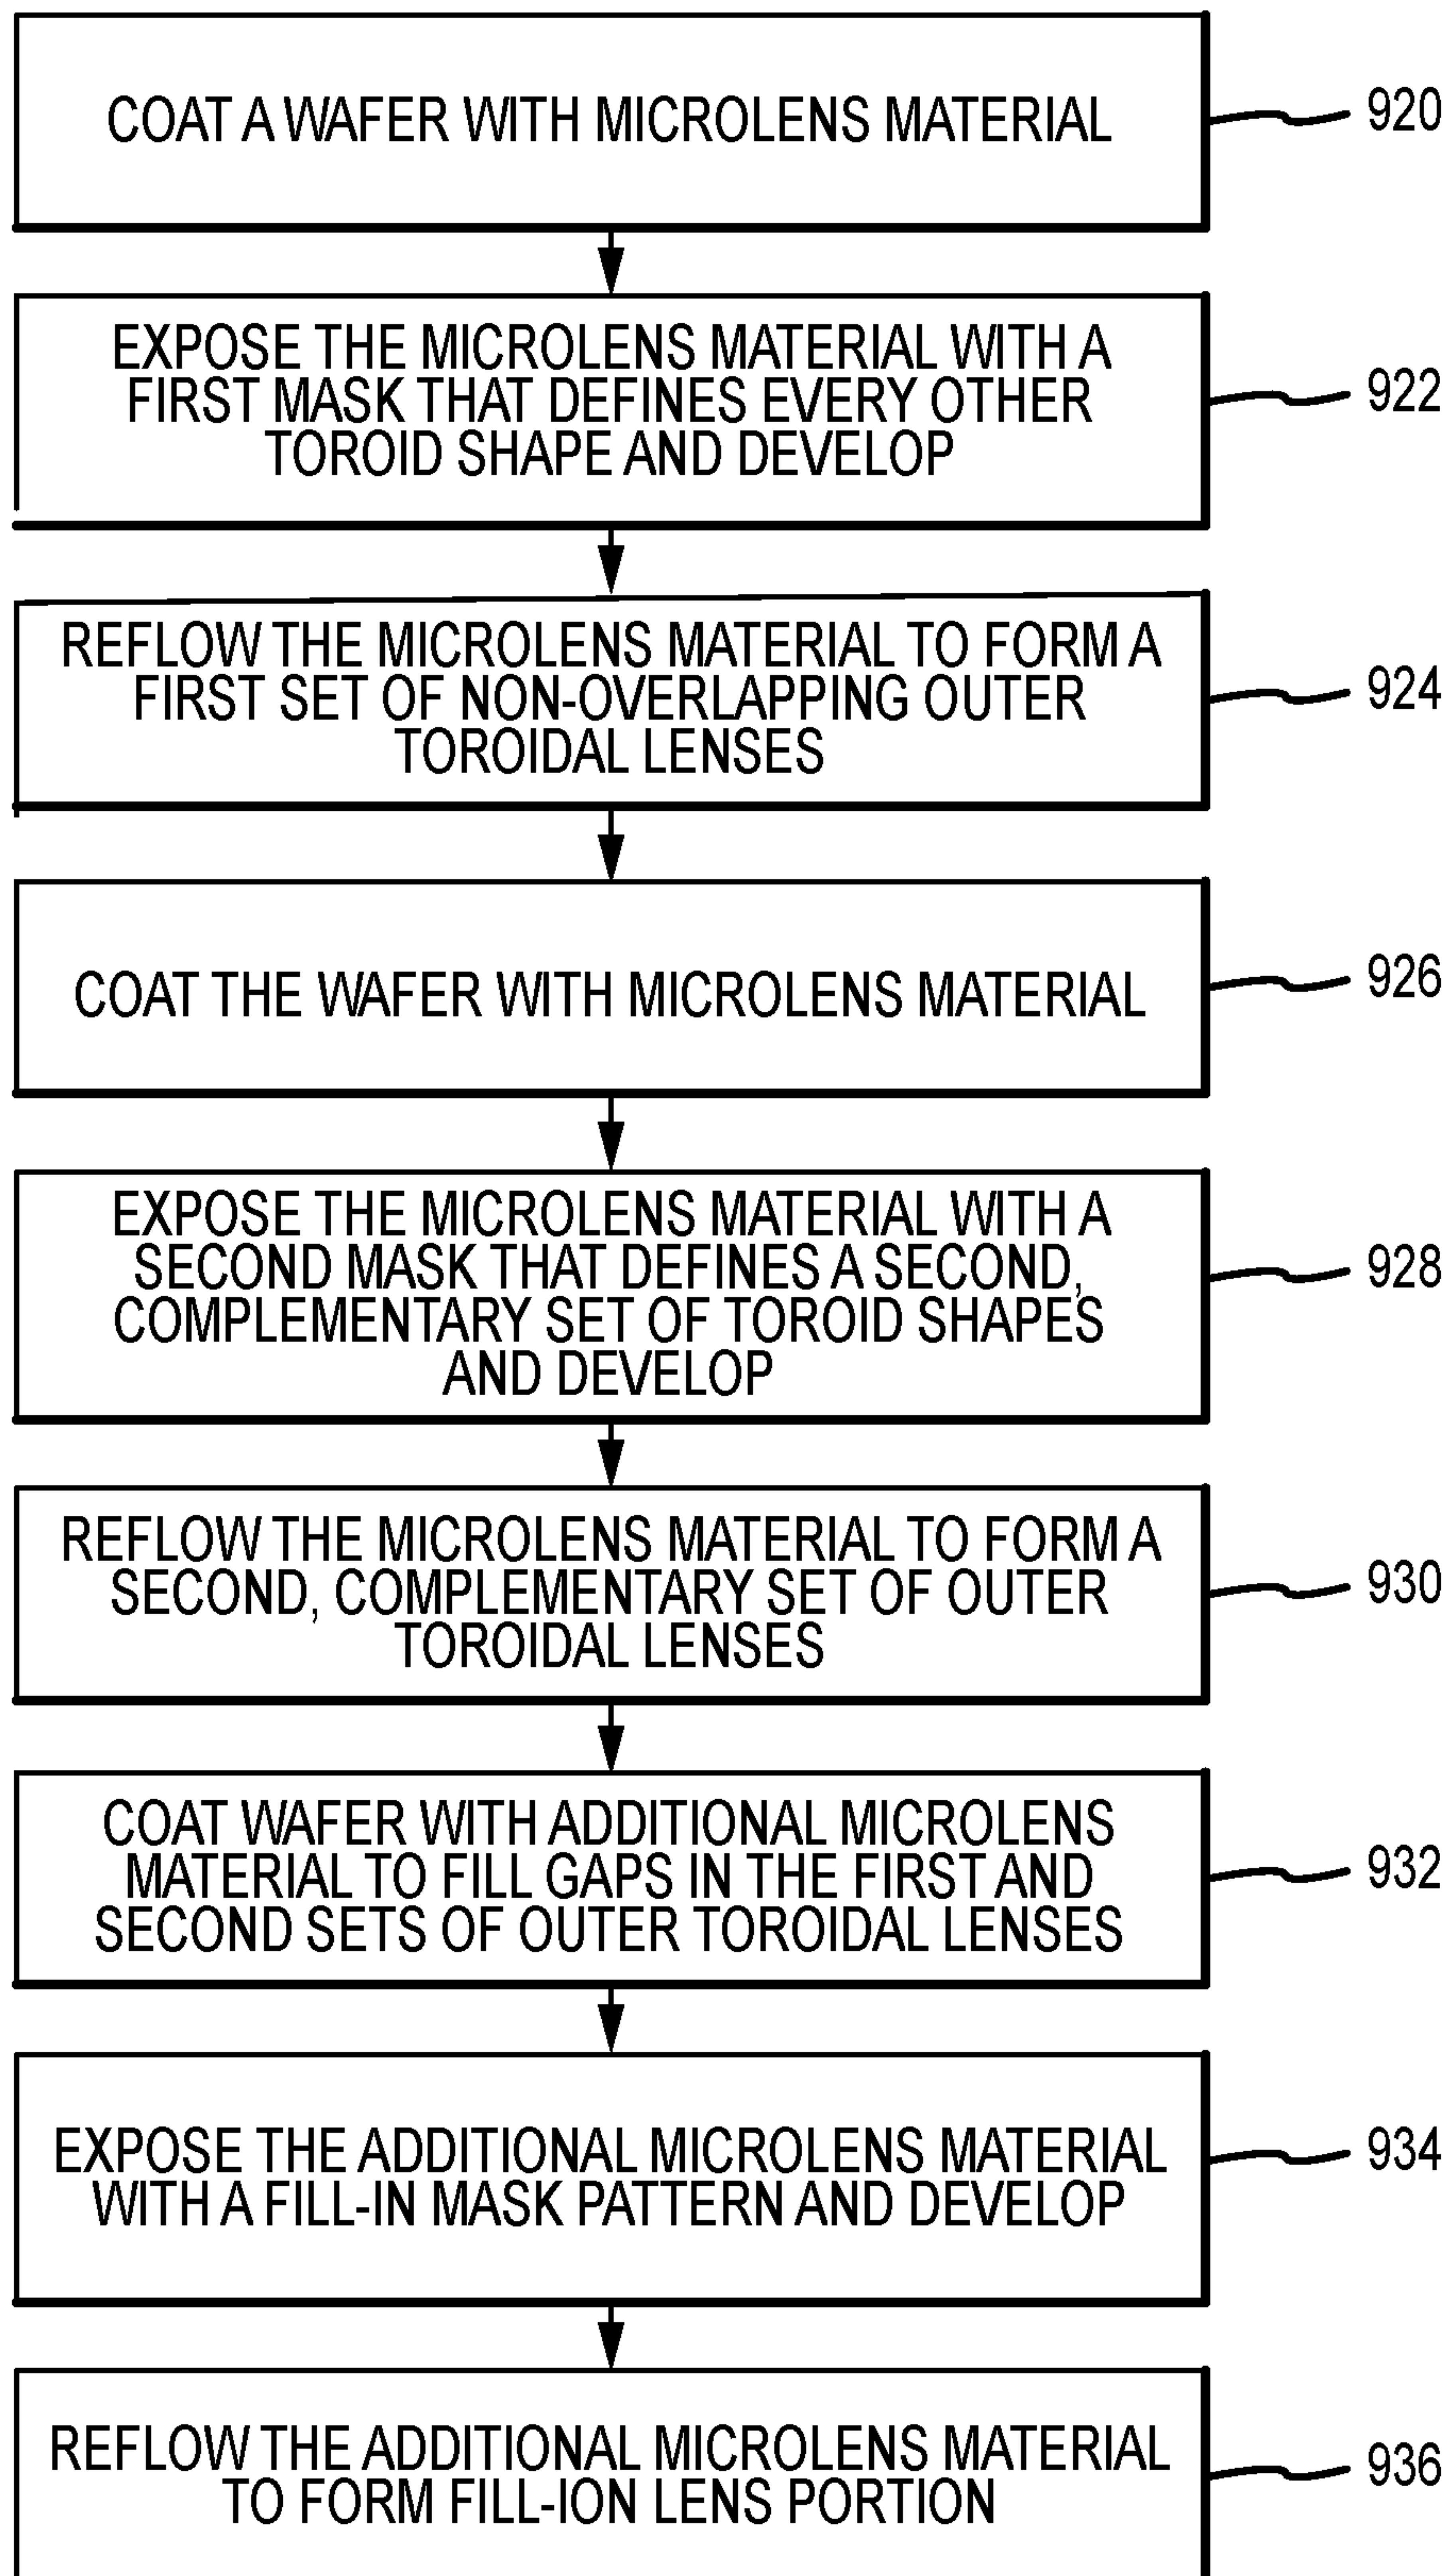 COAT A WAFER WITH MICROLENS MATERIAL
920
EXPOSE THE MICROLENS MATERIAL WITH A
FIRST MASK THAT DEFINES EVERY OTHER
TOROID SHAPE AND DEVELOP
922
REFLOW THE MICROLENS MATERIAL TO FORM A
FIRST SET OF NON-OVERLAPPING OUTER
TOROIDAL LENSES
924
COAT THE WAFER WITH MICROLENS MATERIAL
926
EXPOSE THE MICROLENS MATERIAL WITH A
SECOND MASK THAT DEFINES A SECOND,
COMPLEMENTARY SET OF TOROID SHAPES
AND DEVELOP
928
REFLOW THE MICROLENS MATERIAL TO FORM A
SECOND, COMPLEMENTARY SET OF OUTER
TOROIDAL LENSES
930
COAT WAFER WITH ADDITIONAL MICROLENS
MATERIAL TO FILL GAPS IN THE FIRST AND
SECOND SETS OF OUTER TOROIDAL LENSES
932
EXPOSE THE ADDITIONAL MICROLENS MATERIAL
WITH A FILL-IN MASK PATTERN AND DEVELOP
934
REFLOW THE ADDITIONAL MICROLENS MATERIAL
TO FORM FILL-ION LENS PORTION
936